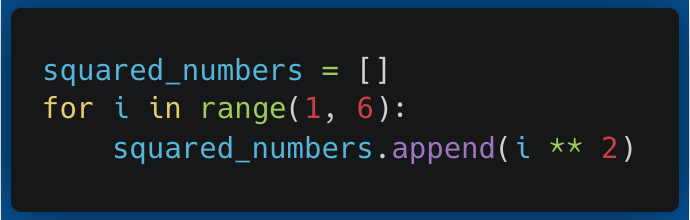 squared_numbers = []
for i in range(1, 6):
    squared_numbers.append(i ** 2)